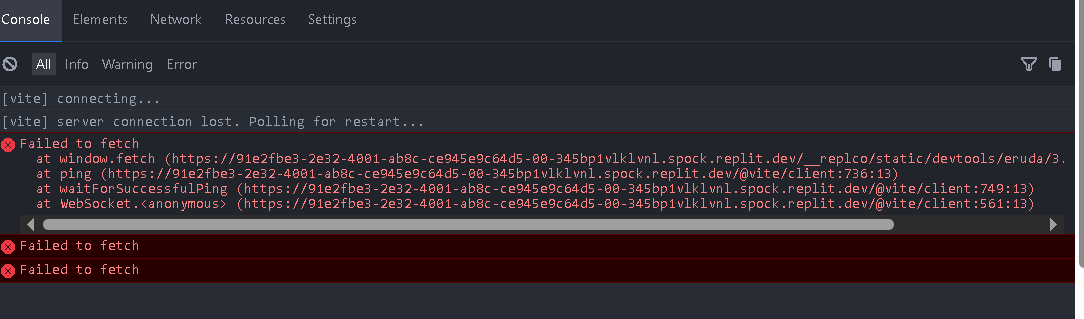 Console Elements Network Resources Settings
All Info Warning Error
[vite] connecting...
[vite] server connection lost. Polling for restart...
Failed to fetch
at window.fetch (https://91e2fbe3-2e32-4001-ab8c-ce945e9c64d5-00-345bp1vlklvnl.spock.replit.dev/__replco/static/devtools/eruda/3.
at ping (https://91e2fbe3-2e32-4001-ab8c-ce945e9c64d5-00-345bp1vlklvnl.spock.replit.dev/@vite/client:736:13)
at waitForSuccessfulPing (https://91e2fbe3-2e32-4001-ab8c-ce945e9c64d5-00-345bp1vlklvnl.spock.replit.dev/@vite/client:749:13)
at WebSocket.<anonymous> (https://91e2fbe3-2e32-4001-ab8c-ce945e9c64d5-00-345bp1vlklvnl.spock.replit.dev/@vite/client:561:13)
Failed to fetch
Failed to fetch